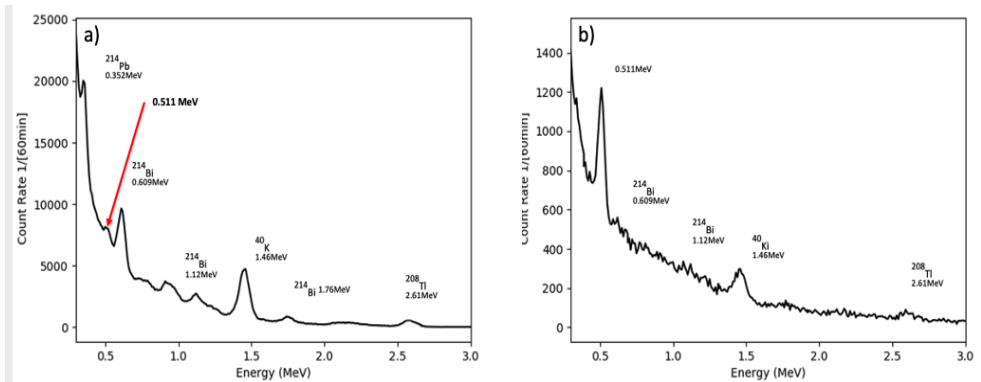 a)
25000
20000
15000
10000
5000
0
Count Rate 1/[60min]
214
Pb
0.352MeV
0.511 MeV
214
Bi
0.609MeV
214
Bi
1.12MeV
40
K
1.46MeV
214
Bi 1.76MeV
208
Tl
2.61MeV
0.5 1.0 1.5 2.0 2.5 3.0
Energy (MeV)
b)
1400
1200
1000
800
600
400
200
0
Count Rate 1/[60min]
0.511MeV
214
Bi
0.609MeV
214
Bi
1.12MeV
40
Ki
1.46MeV
208
Tl
2.61MeV
0.5 1.0 1.5 2.0 2.5 3.0
Energy (MeV)